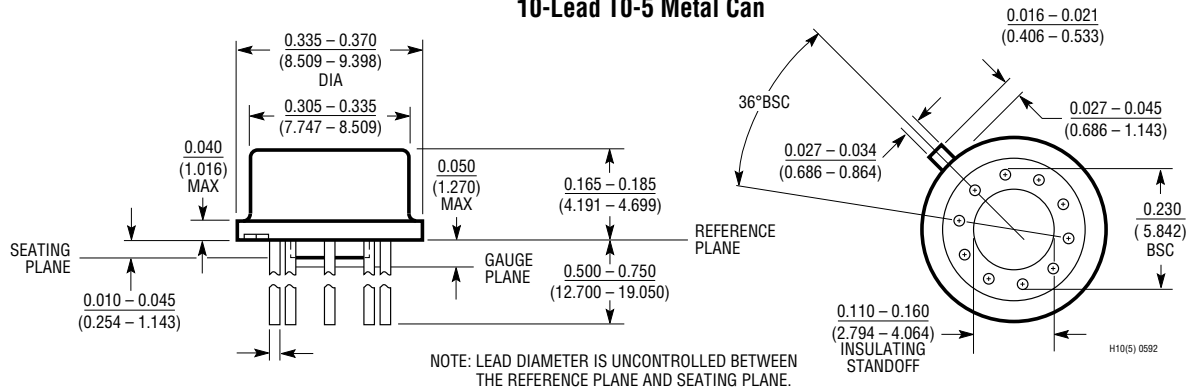 10-Lead TO-5 Metal Can
0.335 – 0.370
(8.509 – 9.398)
DIA
0.305 – 0.335
(7.747 – 8.509)
0.040
(1.016)
MAX
0.050
(1.270)
MAX
0.165 – 0.185
(4.191 – 4.699)
REFERENCE
PLANE
SEATING
PLANE
GAUGE
PLANE
0.500 – 0.750
(12.700 – 19.050)
0.010 – 0.045
(0.254 – 1.143)
0.016 – 0.021
(0.406 – 0.533)
36°BSC
0.027 – 0.045
(0.686 – 1.143)
0.027 – 0.034
(0.686 – 0.864)
0.230
( 5.842)
BSC
0.110 – 0.160
(2.794 – 4.064)
INSULATING
STANDOFF
H10(5) 0592
NOTE: LEAD DIAMETER IS UNCONTROLLED BETWEEN
THE REFERENCE PLANE AND SEATING PLANE.